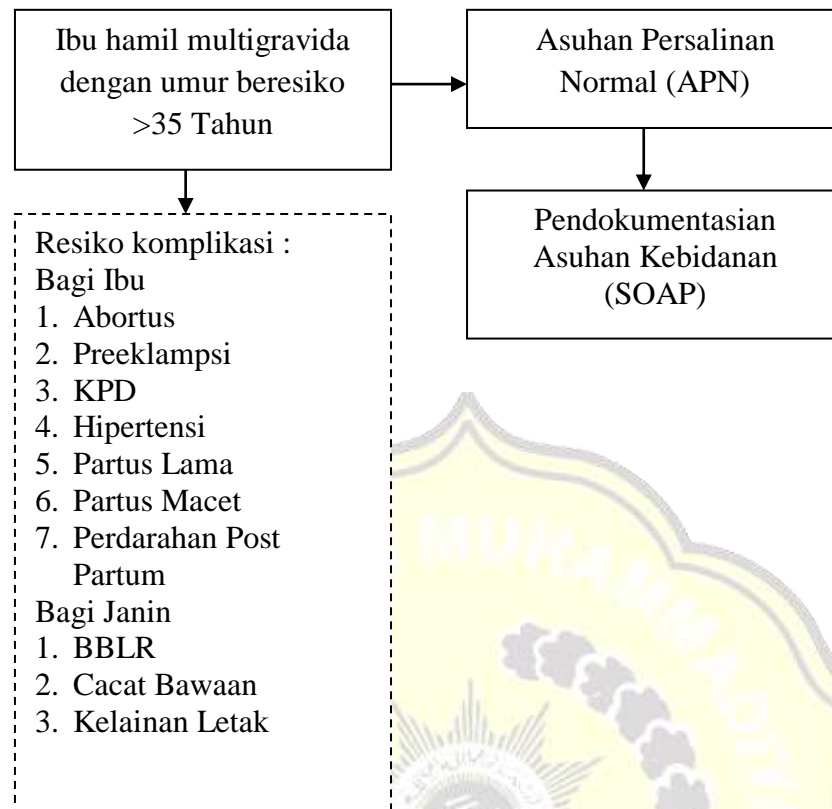 Ibu hamil multigravida
dengan umur beresiko
>35 Tahun
Asuhan Persalinan
Normal (APN)
Pendokumentasian
Asuhan Kebidanan
(SOAP)
Resiko komplikasi :
Bagi Ibu
1. Abortus
2. Preeklampsi
3. KPD
4. Hipertensi
5. Partus Lama
6. Partus Macet
7. Perdarahan Post
Partum
Bagi Janin
1. BBLR
2. Cacat Bawaan
3. Kelainan Letak